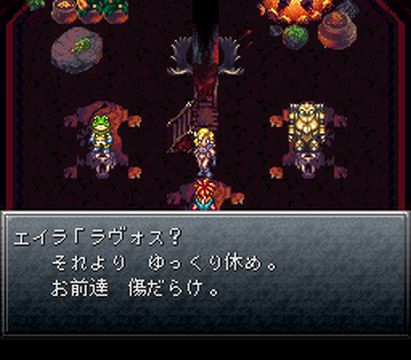 エイラ「ラヴォス？
それより　ゆっくり休め。
お前達　傷だらけ。